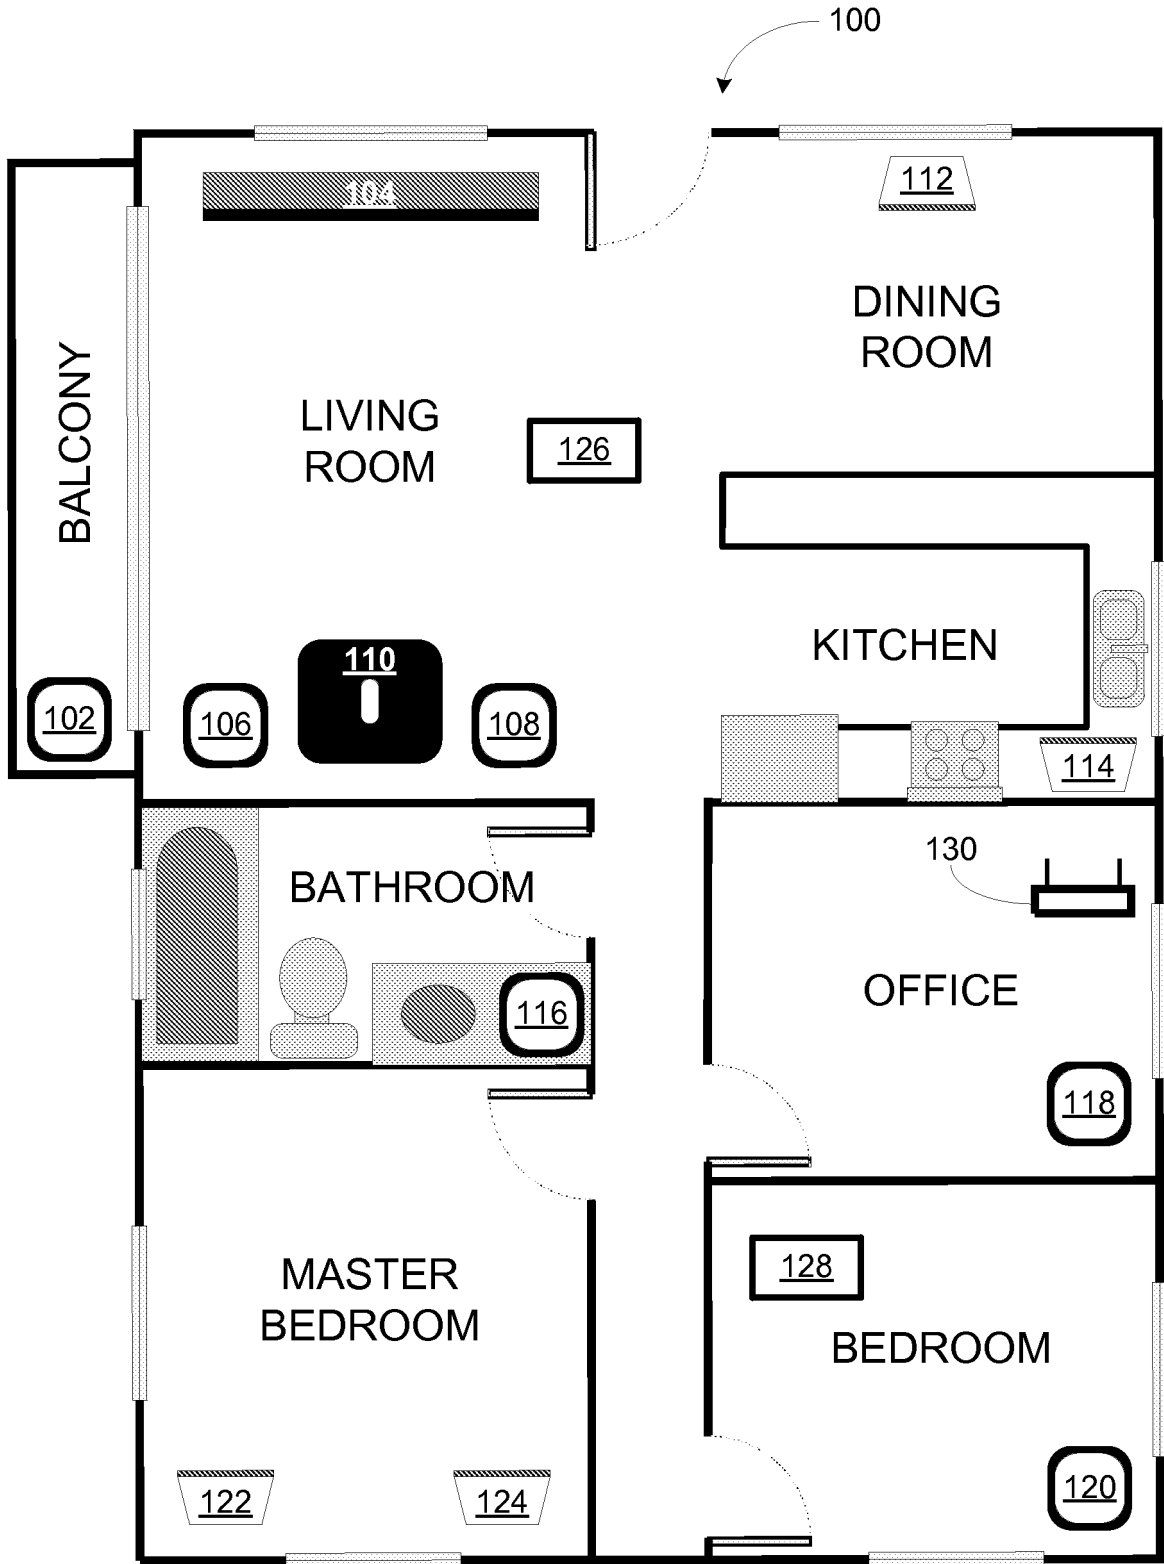 100
104
112
DINING
ROOM
BALCONY
LIVING
ROOM
126
KITCHEN
110
102
106
108
114
130
BATHROOM
OFFICE
116
118
MASTER
BEDROOM
128
BEDROOM
122
124
120